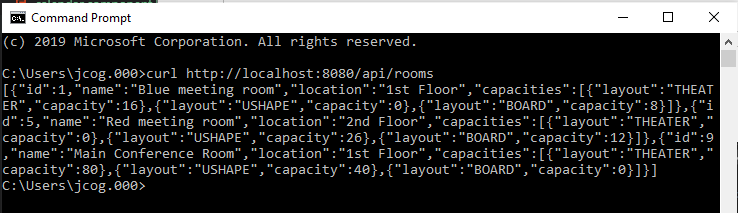 Command Prompt
(c) 2019 Microsoft Corporation. All rights reserved.
C:\Users\jcog.000>curl http://localhost:8080/api/rooms
[{"id":1,"name":"Blue meeting room","location":"1st Floor","capacities":[{"layout":"THEAT
ER","capacity":16},{"layout":"USHAPE","capacity":0},{"layout":"BOARD","capacity":8}]},{"i
d":5,"name":"Red meeting room","location":"2nd Floor","capacities":[{"layout":"THEATER","
capacity":0},{"layout":"USHAPE","capacity":26},{"layout":"BOARD","capacity":12}]},{"id":9
,"name":"Main Conference Room","location":"1st Floor","capacities":[{"layout":"THEATER","
capacity":80},{"layout":"USHAPE","capacity":40},{"layout":"BOARD","capacity":0}]}]
C:\Users\jcog.000>